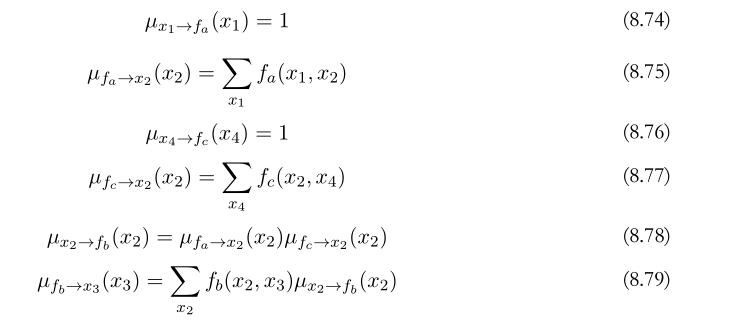 μ_{x_1→f_a}(x_1) = 1 (8.74)
μ_{f_a→x_2}(x_2) = ∑_{x_1} f_a(x_1, x_2) (8.75)
μ_{x_4→f_c}(x_4) = 1 (8.76)
μ_{f_c→x_2}(x_2) = ∑_{x_4} f_c(x_2, x_4) (8.77)
μ_{x_2→f_b}(x_2) = μ_{f_a→x_2}(x_2)μ_{f_c→x_2}(x_2) (8.78)
μ_{f_b→x_3}(x_3) = ∑_{x_2} f_b(x_2, x_3)μ_{x_2→f_b}(x_2) (8.79)